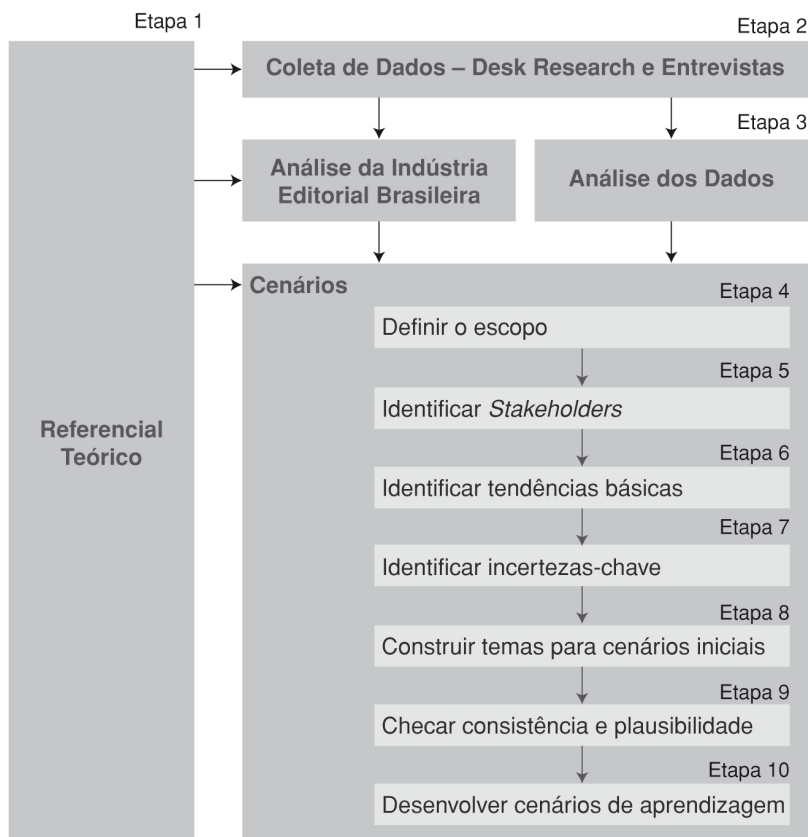 Etapa 1
Etapa 2
Coleta de Dados – Desk Research e Entrevistas
Etapa 3
Análise da Indústria
Editorial Brasileira
Análise dos Dados
Cenários
Etapa 4
Definir o escopo
Etapa 5
Identificar Stakeholders
Referencial
Teórico
Etapa 6
Identificar tendências básicas
Etapa 7
Identificar incertezas-chave
Etapa 8
Construir temas para cenários iniciais
Etapa 9
Checar consistência e plausibilidade
Etapa 10
Desenvolver cenários de aprendizagem